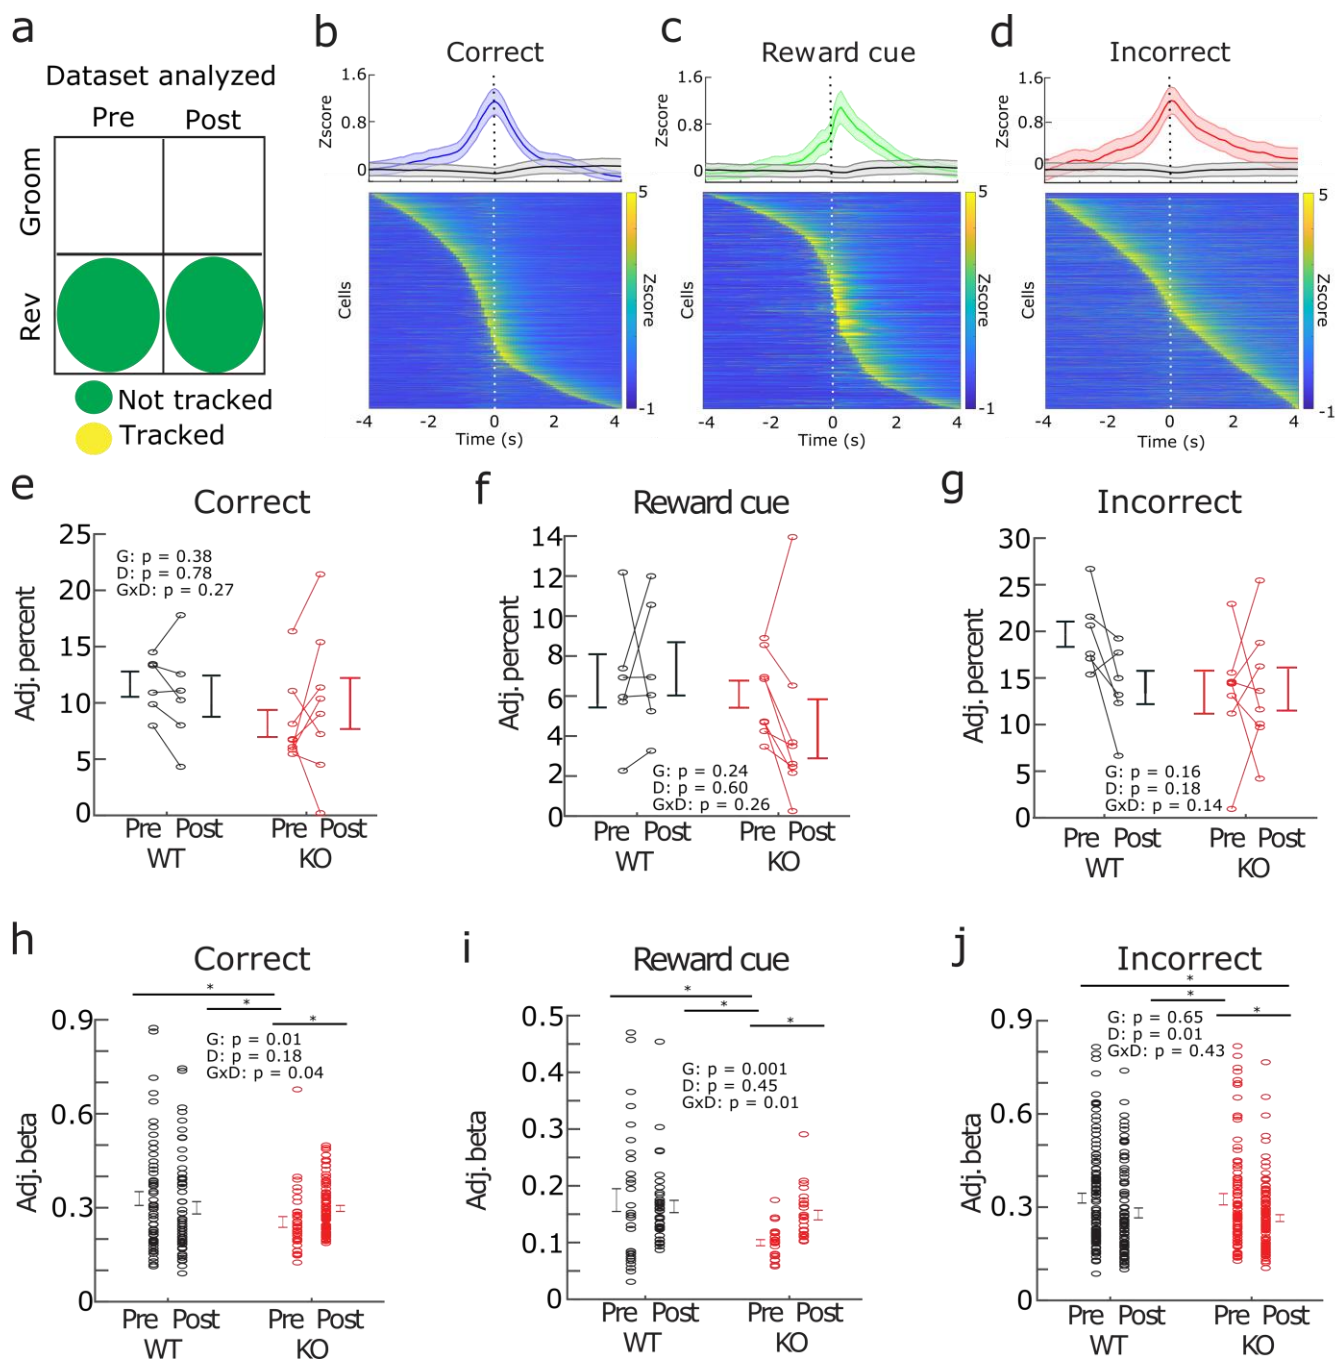 a
Dataset analyzed
Pre Post
Groom
Rev
Not tracked
Tracked
b
Correct
Zscore
1.6
0.8
0
Cells
5
Zscore
-1
-4 -2 0 2 4
Time (s)
c
Reward cue
Zscore
1.6
0.8
0
Cells
5
Zscore
-1
-4 -2 0 2 4
Time (s)
d
Incorrect
Zscore
1.6
0.8
0
Cells
5
Zscore
-1
-4 -2 0 2 4
Time (s)
e
Correct
Adj. percent
25
20
15
10
5
0
G: p = 0.38
D: p = 0.78
GxD: p = 0.27
Pre Post Pre Post
WT KO
f
Reward cue
Adj. percent
14
12
10
8
6
4
2
0
G: p = 0.24
D: p = 0.60
GxD: p = 0.26
Pre Post Pre Post
WT KO
g
Incorrect
Adj. percent
30
25
20
15
10
5
0
G: p = 0.16
D: p = 0.18
GxD: p = 0.14
Pre Post Pre Post
WT KO
h
Correct
*
*
*
Adj. beta
0.9
0.6
0.3
0
G: p = 0.01
D: p = 0.18
GxD: p = 0.04
Pre Post Pre Post
WT KO
i
Reward cue
*
*
*
Adj. beta
0.5
0.4
0.3
0.2
0.1
0
G: p = 0.001
D: p = 0.45
GxD: p = 0.01
Pre Post Pre Post
WT KO
j
Incorrect
*
*
*
Adj. beta
0.9
0.6
0.3
0
G: p = 0.65
D: p = 0.01
GxD: p = 0.43
Pre Post Pre Post
WT KO